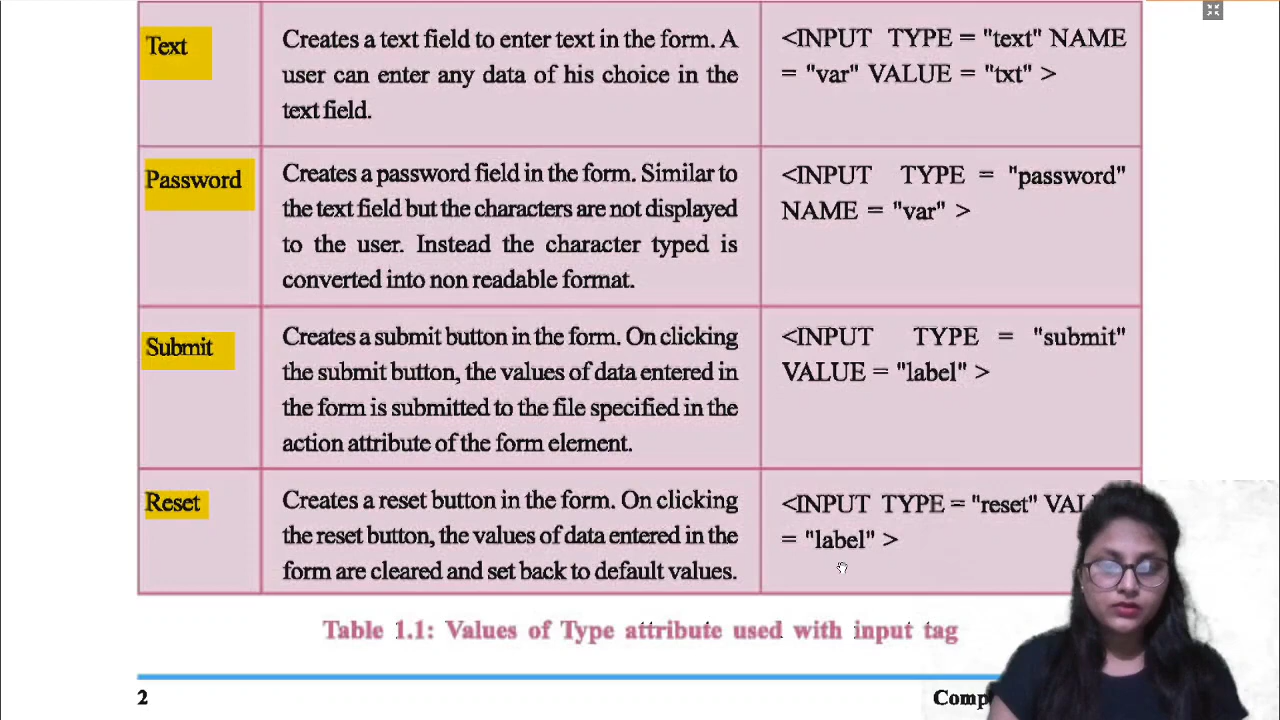 Text
Creates a text field to enter text in the form. A
user can enter any data of his choice in the
text field.
<INPUT TYPE = "text" NAME
= "var" VALUE = "txt" >
Password
Creates a password field in the form. Similar to
the text field but the characters are not displayed
to the user. Instead the character typed is
converted into non readable format.
<INPUT TYPE = "password"
NAME = "var" >
Submit
Creates a submit button in the form. On clicking
the submit button, the values of data entered in
the form is submitted to the file specified in the
action attribute of the form element.
<INPUT TYPE = "submit"
VALUE = "label" >
Reset
Creates a reset button in the form. On clicking
the reset button, the values of data entered in the
form are cleared and set back to default values.
<INPUT TYPE = "reset"
= "label" >
Table 1.1: Values of Type attribute used with input tag
2